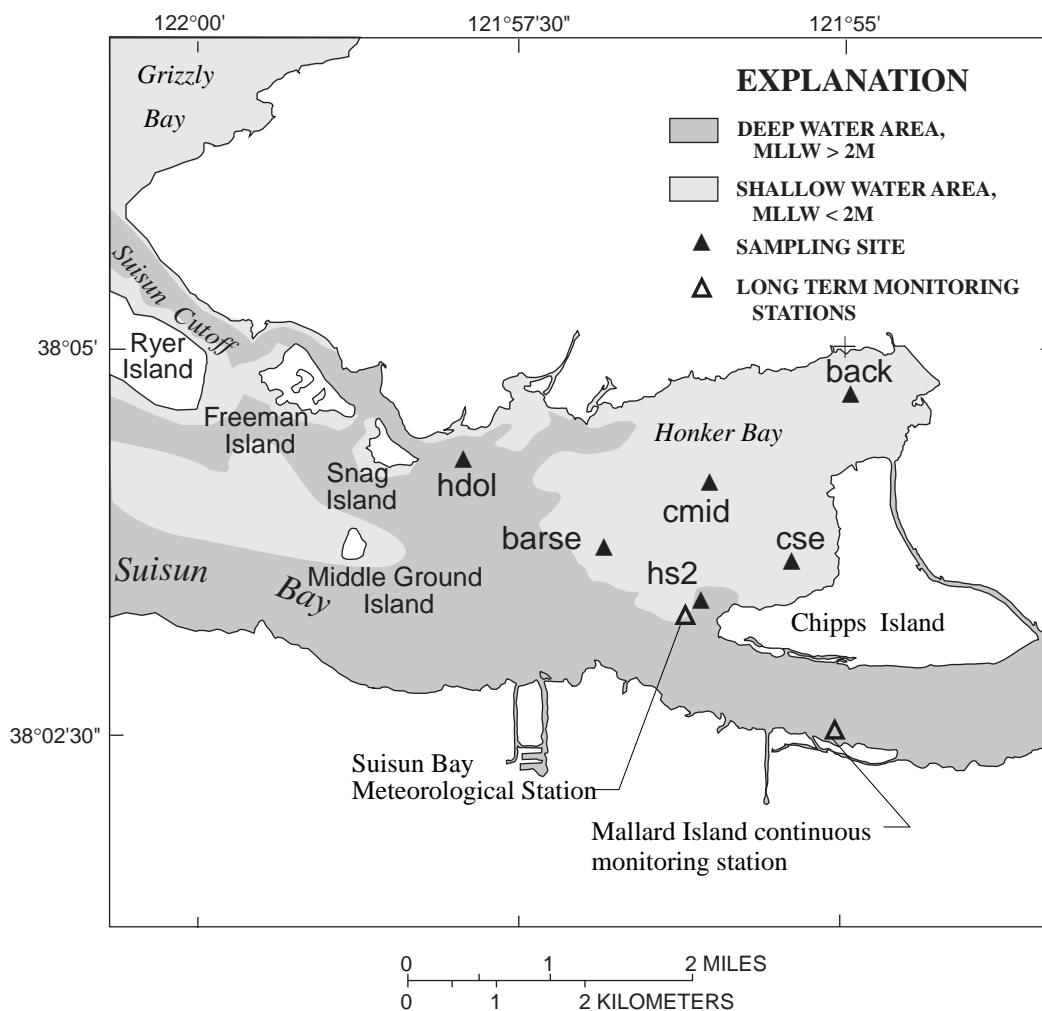 122°00'
121°57'30"
121°55'
Grizzly
Bay
EXPLANATION
DEEP WATER AREA,
MLLW > 2M
SHALLOW WATER AREA,
MLLW < 2M
SAMPLING SITE
LONG TERM MONITORING
STATIONS
Suisun Cutoff
38°05'
Ryer
Island
back
Freeman
Island
Honker Bay
Snag
Island
hdol
cmid
barse
cse
Suisun
Bay
Middle Ground
Island
hs2
Chipps Island
38°02'30"
Suisun Bay
Meteorological Station
Mallard Island continuous
monitoring station
0 1 2 MILES
0 1 2 KILOMETERS